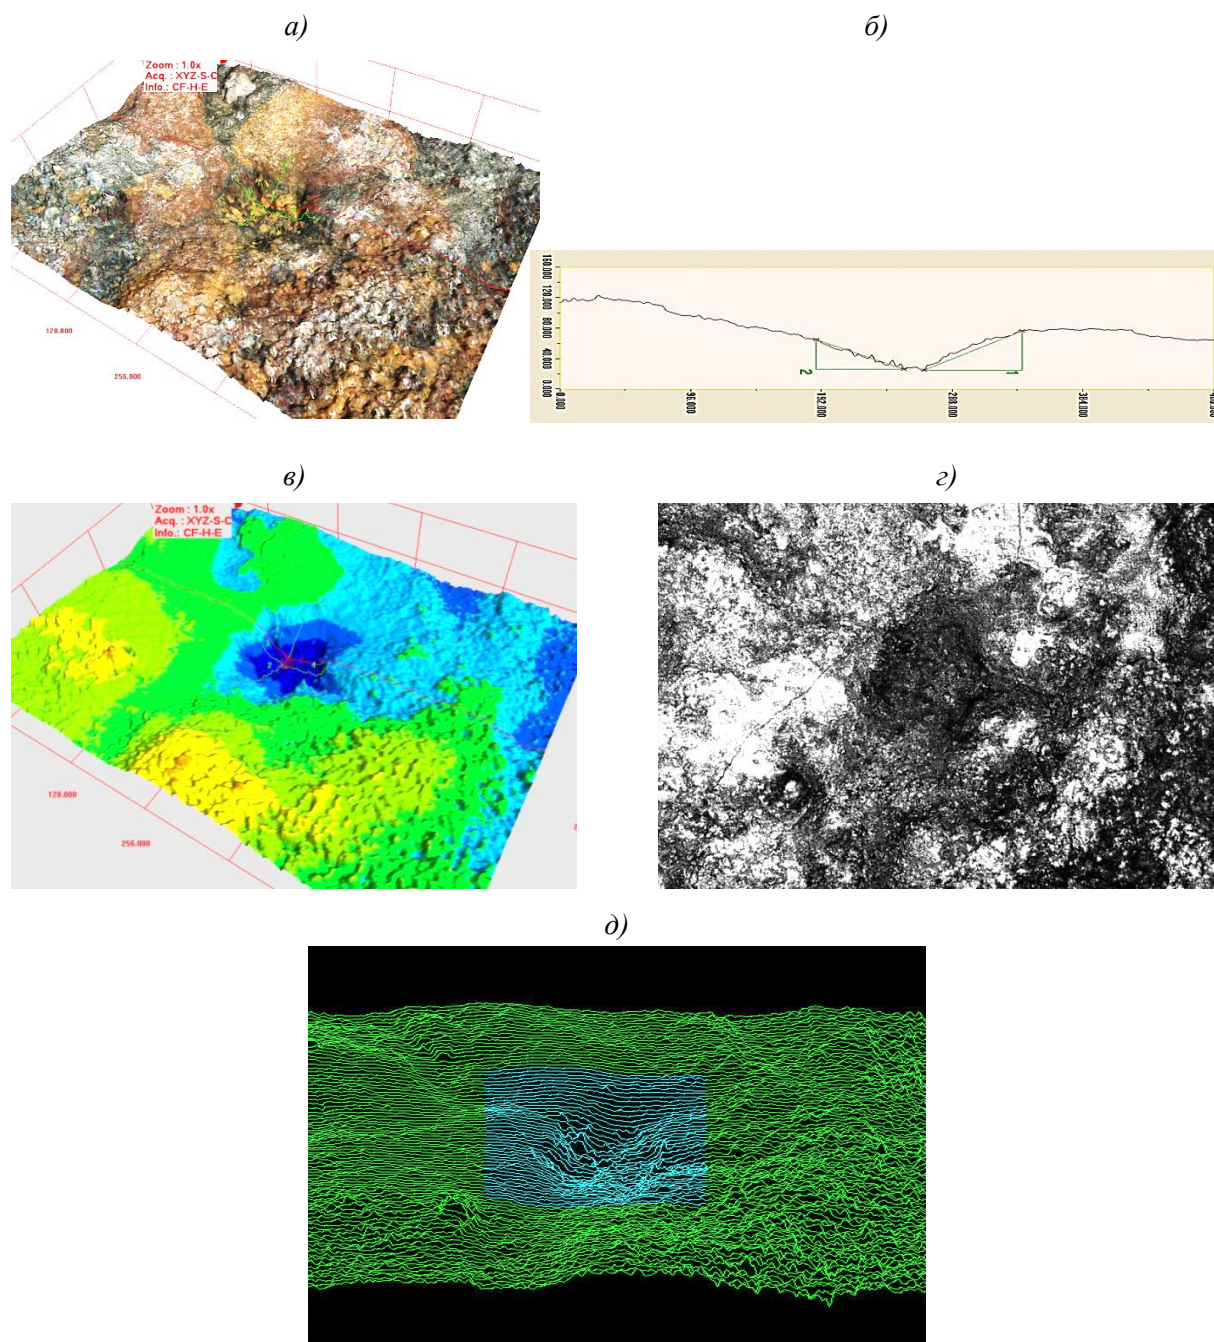 а)
б)
Zoom : 1.0x
Acq. : XYZ-S-C
Info.: CF-H-E
128.000
256.000
160.000
120.000
80.000
40.000
0.000
2
1
0.000
96.000
192.000
288.000
384.000
в)
г)
Zoom : 1.0x
Acq. : XYZ-S-C
Info.: CF-H-E
2
4
128.000
256.000
д)